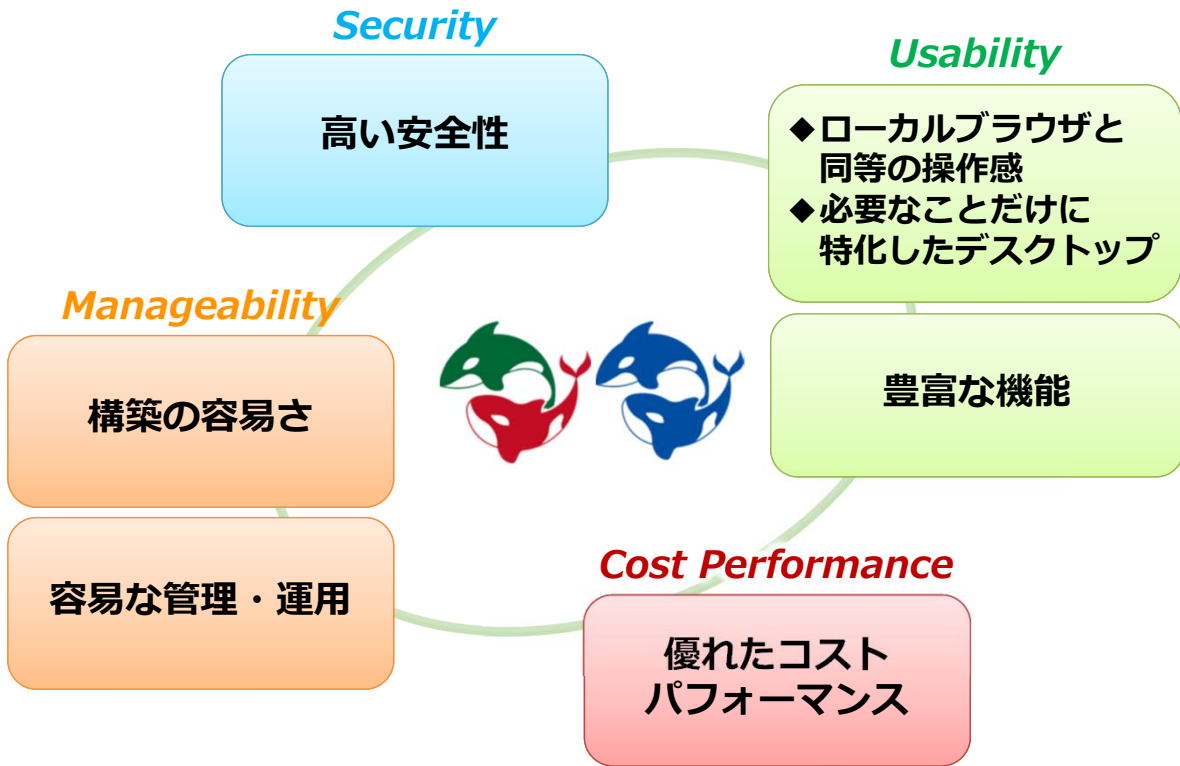 Security
高い安全性
Usability
◆ローカルブラウザと
同等の操作感
◆必要なことだけに
特化したデスクトップ
豊富な機能
Manageability
構築の容易さ
容易な管理・運用
Cost Performance
優れたコスト
パフォーマンス